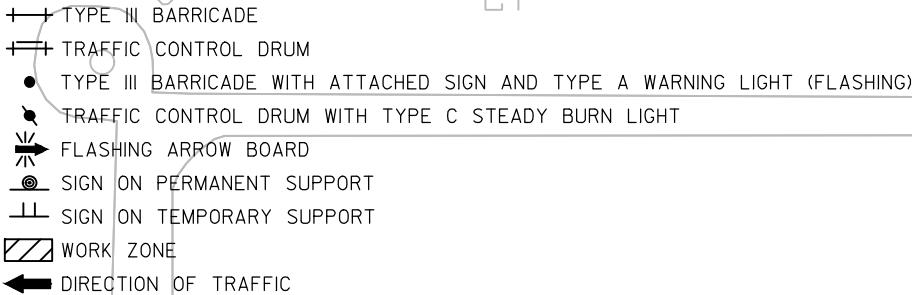 TYPE III BARRICADE
TRAFFIC CONTROL DRUM
TYPE III BARRICADE WITH ATTACHED SIGN AND TYPE A WARNING LIGHT (FLASHING)
TRAFFIC CONTROL DRUM WITH TYPE C STEADY BURN LIGHT
FLASHING ARROW BOARD
SIGN ON PERMANENT SUPPORT
SIGN ON TEMPORARY SUPPORT
WORK ZONE
DIRECTION OF TRAFFIC